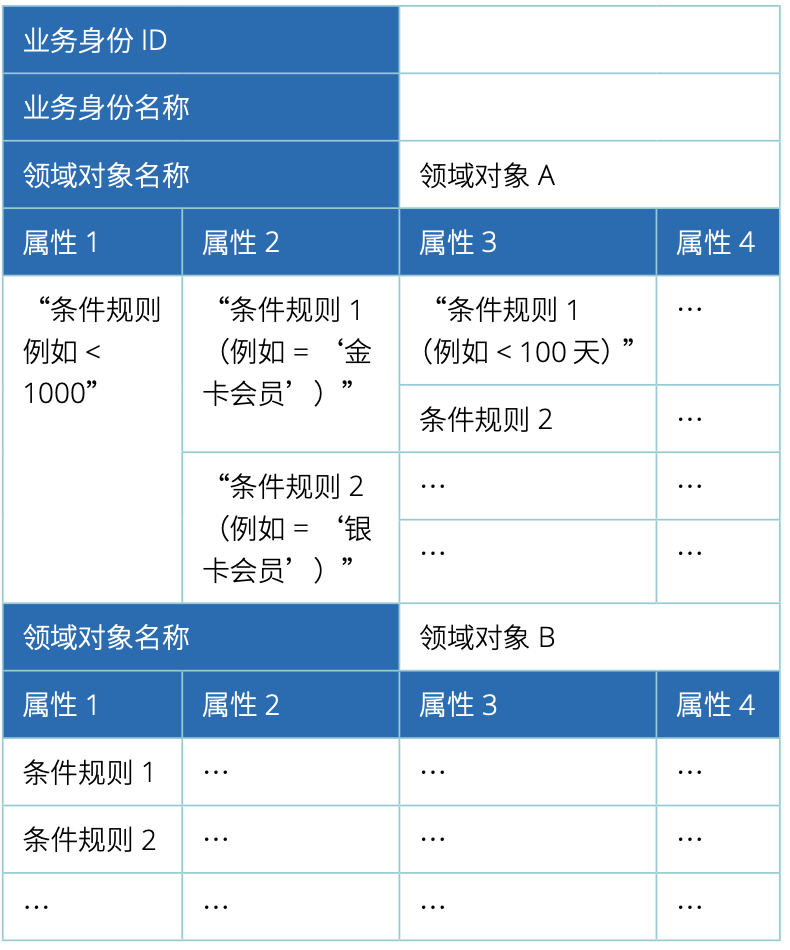 业务身份 ID
业务身份名称
领域对象名称 领域对象 A
属性 1 属性 2 属性 3 属性 4
“条件规则 “条件规则 1 “条件规则 1 …
例如 < （例如 = ‘金 （例如 < 100 天）”
1000” 卡会员’）”
条件规则 2 …
“条件规则 2 … …
（例如 = ‘银
卡会员’）” … …
领域对象名称 领域对象 B
属性 1 属性 2 属性 3 属性 4
条件规则 1 … … …
条件规则 2 … … …
… … … …